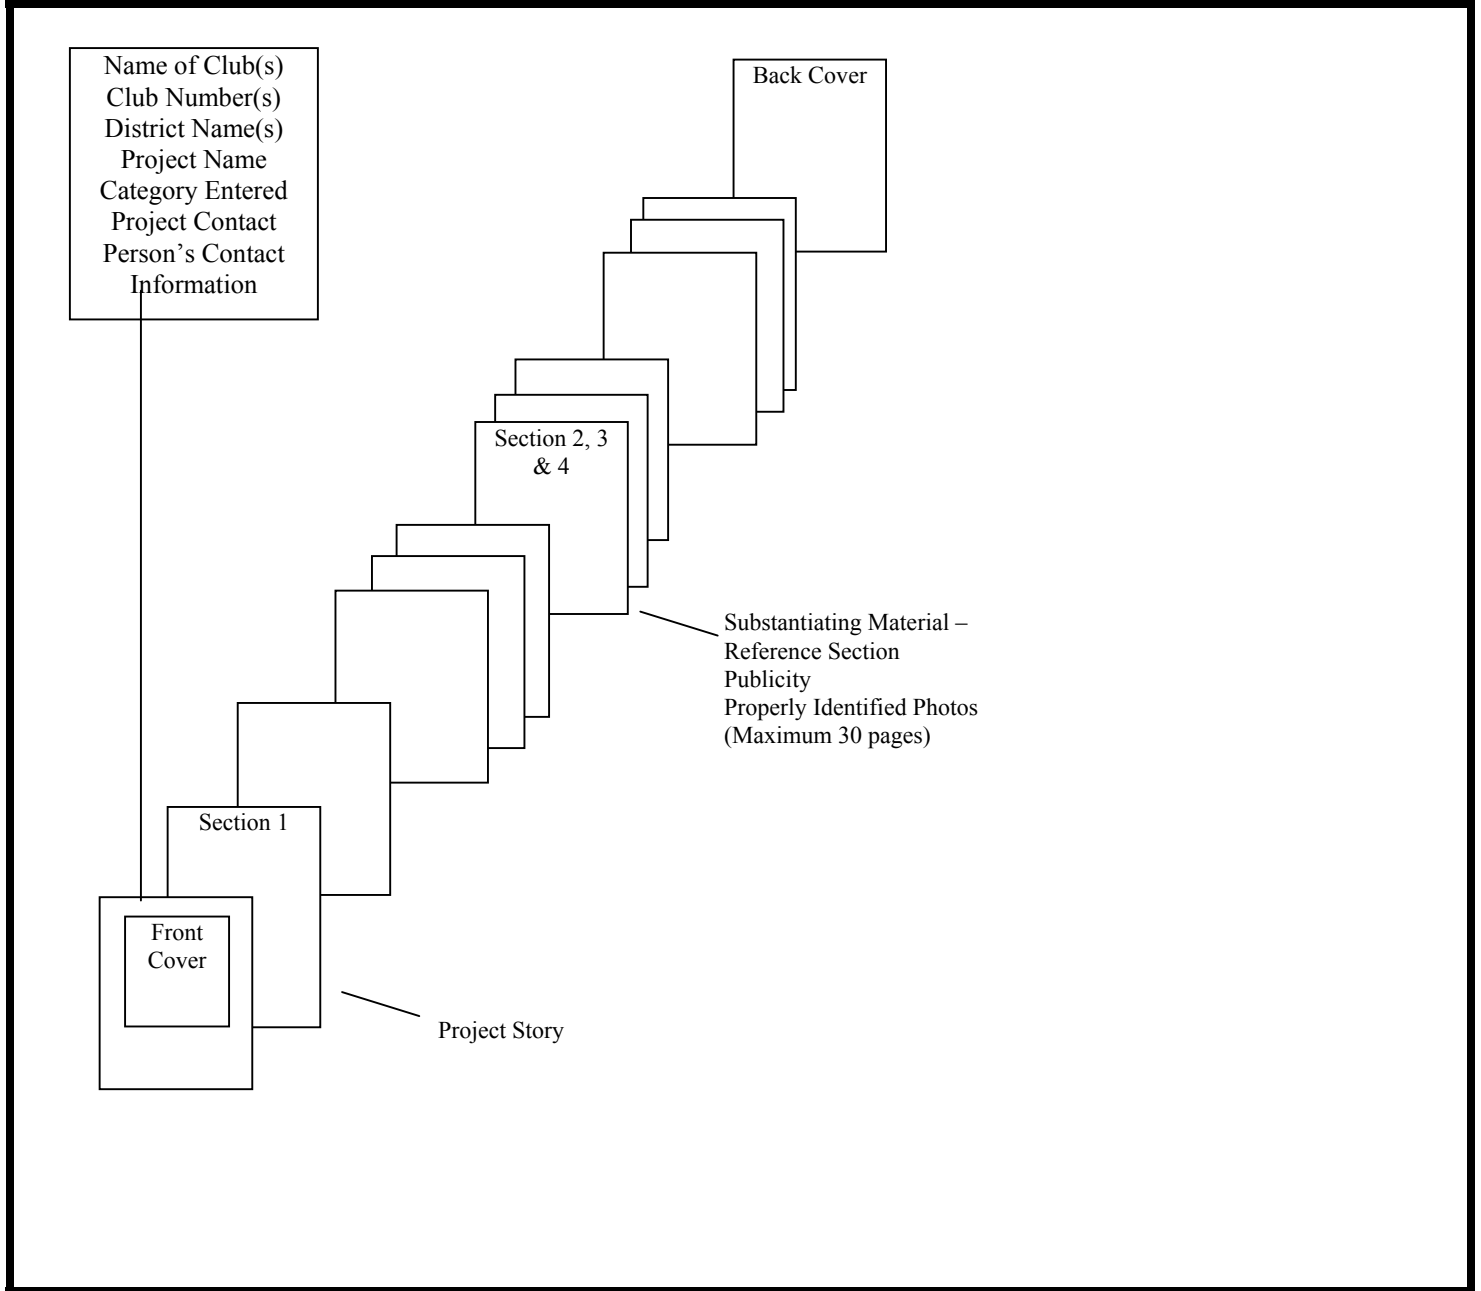 Name of Club(s)
Club Number(s)
District Name(s)
Project Name
Category Entered
Project Contact
Person’s Contact
Information
Back Cover
Section 2, 3
& 4
Substantiating Material –
Reference Section
Publicity
Properly Identified Photos
(Maximum 30 pages)
Section 1
Front
Cover
Project Story